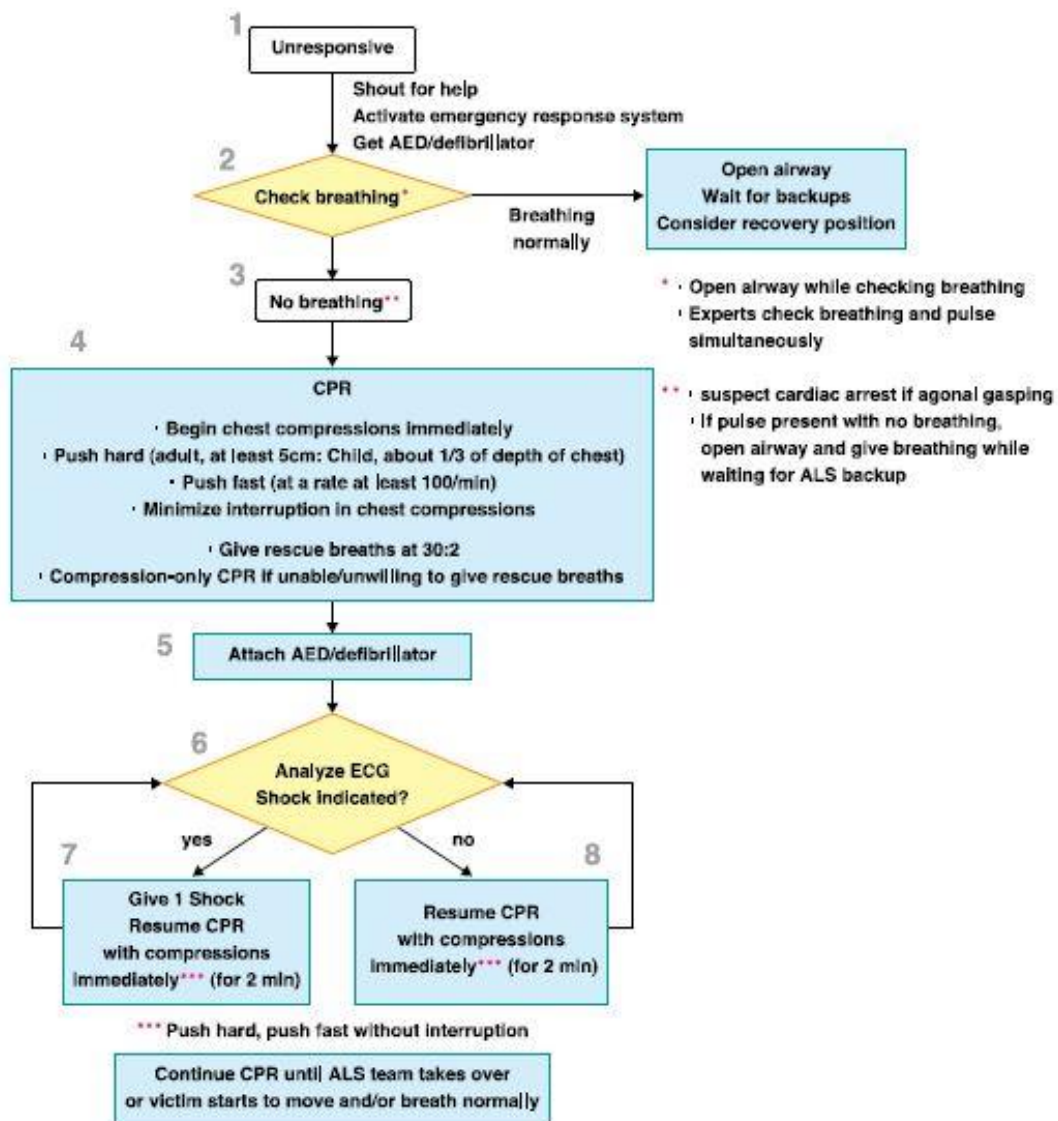 1
Unresponsive
Shout for help
Activate emergency response system
Get AED/defibrillator
2
Check breathing*
Breathing
normally
Open airway
Wait for backups
Consider recovery position
3
No breathing**
* · Open airway while checking breathing
· Experts check breathing and pulse
simultaneously
** · suspect cardiac arrest if agonal gasping
· If pulse present with no breathing,
open airway and give breathing while
waiting for ALS backup
4
CPR
· Begin chest compressions immediately
· Push hard (adult, at least 5cm: Child, about 1/3 of depth of chest)
· Push fast (at a rate at least 100/min)
· Minimize interruption in chest compressions
· Give rescue breaths at 30:2
· Compression-only CPR if unable/unwilling to give rescue breaths
5
Attach AED/defibrillator
6
Analyze ECG
Shock indicated?
yes
no
7
Give 1 Shock
Resume CPR
with compressions
immediately*** (for 2 min)
8
Resume CPR
with compressions
immediately*** (for 2 min)
*** Push hard, push fast without interruption
Continue CPR until ALS team takes over
or victim starts to move and/or breath normally